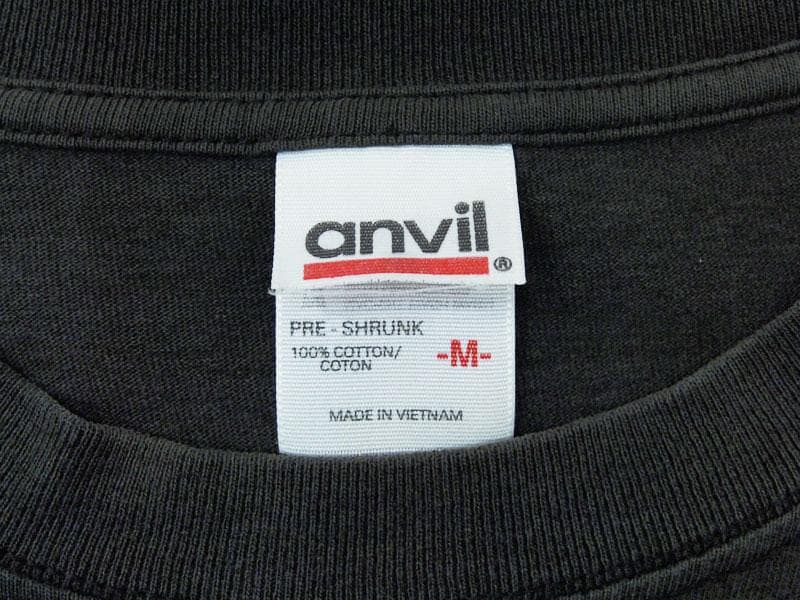 anvil®
PRE - SHRUNK
100% COTTON/
COTON
-M-
MADE IN VIETNAM